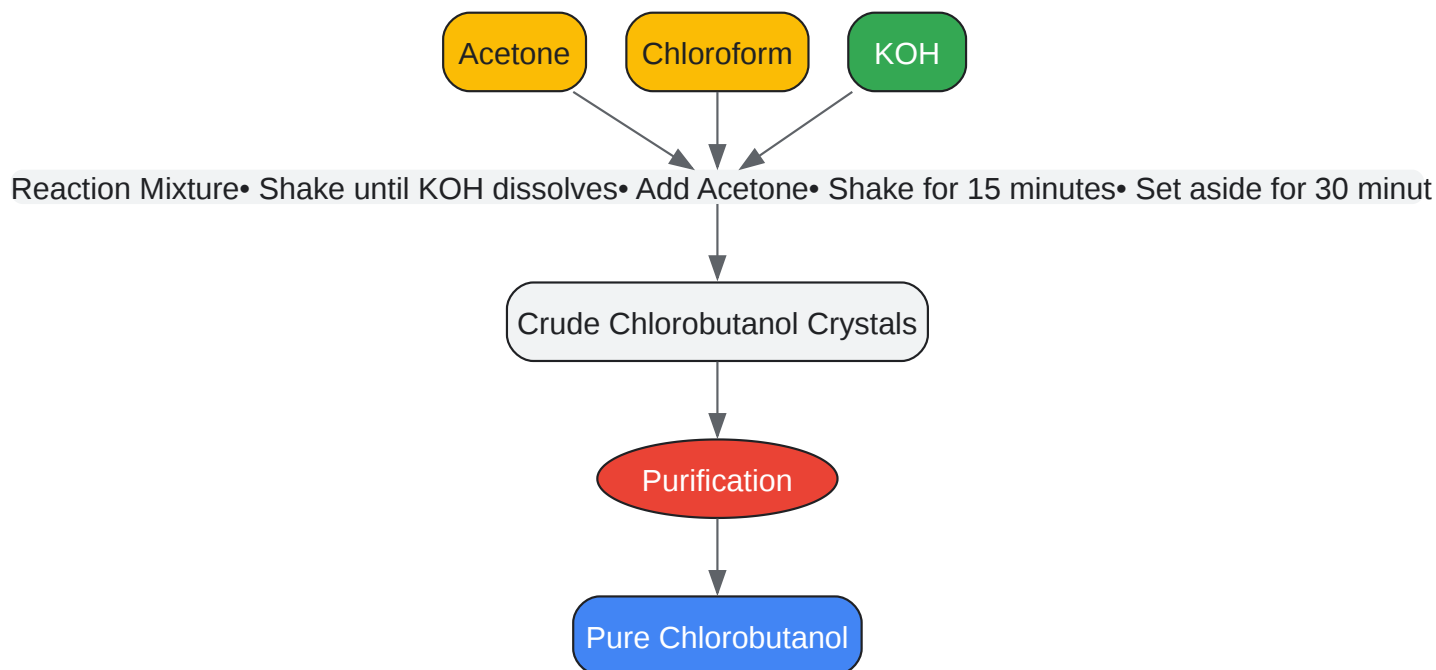 Acetone
Chloroform
KOH
Reaction Mixture• Shake until KOH dissolves• Add Acetone• Shake for 15 minutes• Set aside for 30 minut
Crude Chlorobutanol Crystals
Purification
Pure Chlorobutanol